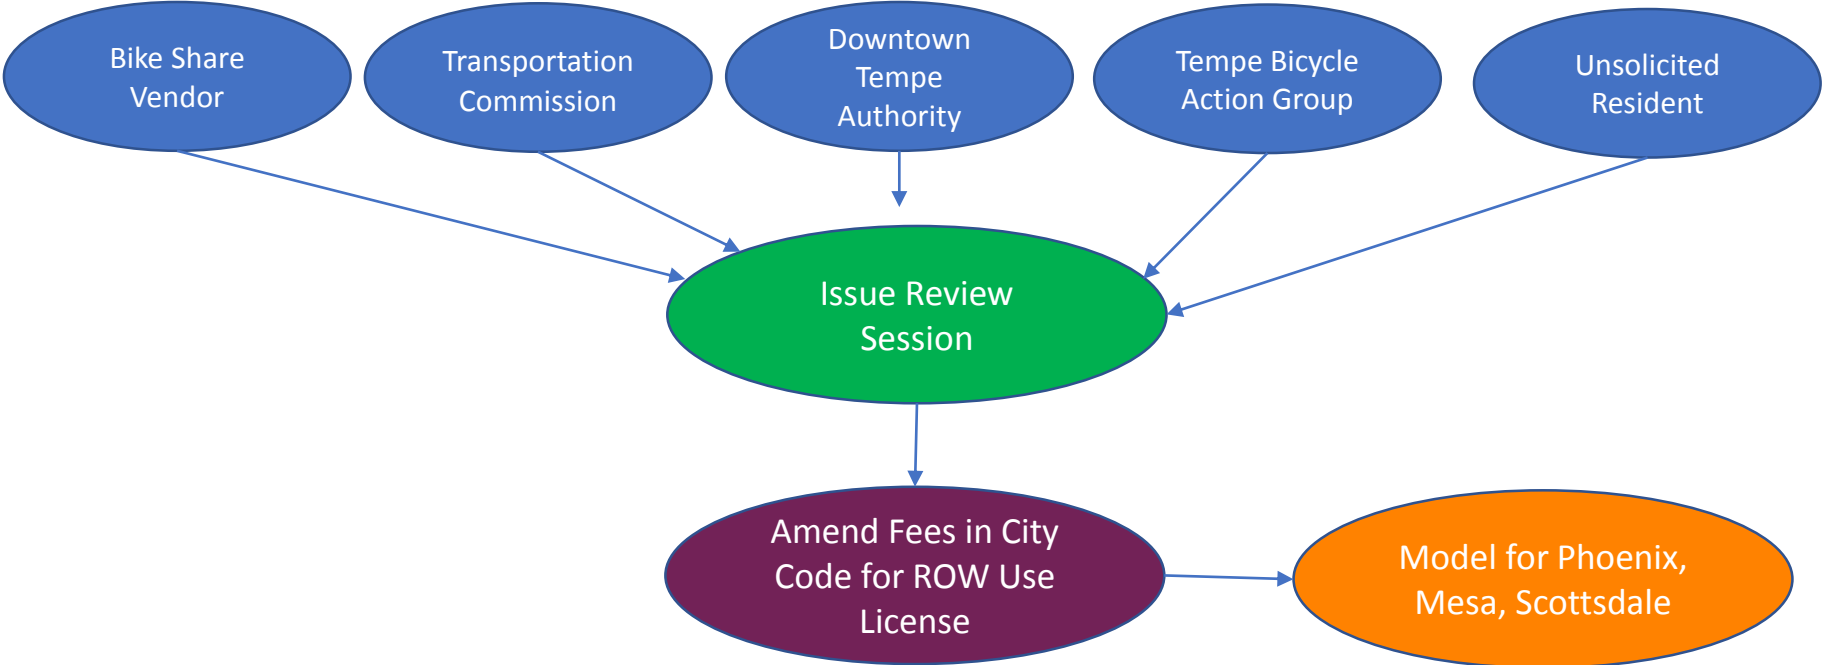 Bike Share
Vendor
Transportation
Commission
Downtown
Tempe
Authority
Tempe Bicycle
Action Group
Unsolicited
Resident
Issue Review
Session
Amend Fees in City
Code for ROW Use
License
Model for Phoenix,
Mesa, Scottsdale